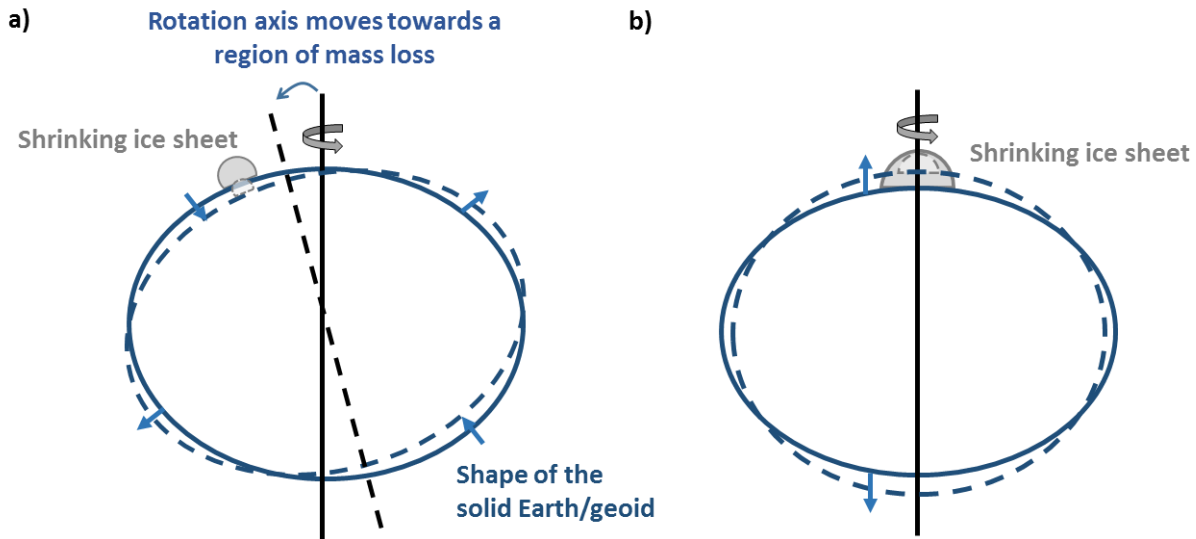 a)
Rotation axis moves towards a
region of mass loss
Shrinking ice sheet
Shape of the
solid Earth/geoid
b)
Shrinking ice sheet